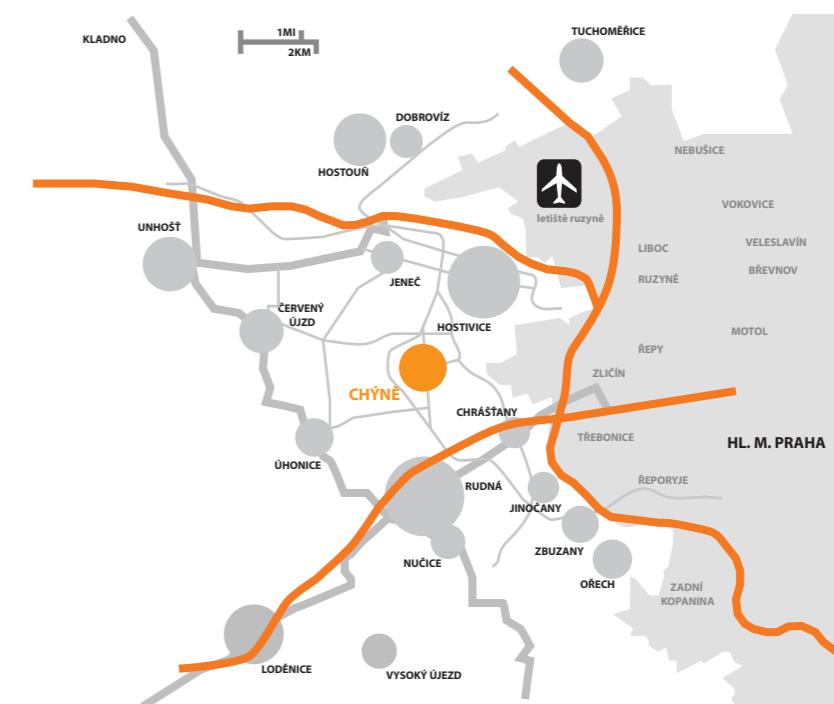 TUCHOMĚŘICE
KLADNO
1MI
2KM
DOBROVÍZ
HOSTOUŇ
NEBUŠICE
letiště ruzyně
VOKOVICE
UNHOŠŤ
LIBOC
VELESLAVÍN
JENEČ
RUZYNĚ
BŘEVNOV
ČERVENÝ
ÚJZD
HOSTIVICE
MOTOL
ŘEPY
ZLIČÍN
CHÝNĚ
CHRÁŠŤANY
TŘEBONICE
HL. M. PRAHA
ÚHONICE
RUDNÁ
ŘEPORYJE
JINOČANY
NUČICE
ZBUZANY
OŘECH
ZADNÍ
KOPANINA
LODĚNICE
VYSOKÝ ÚJEZD